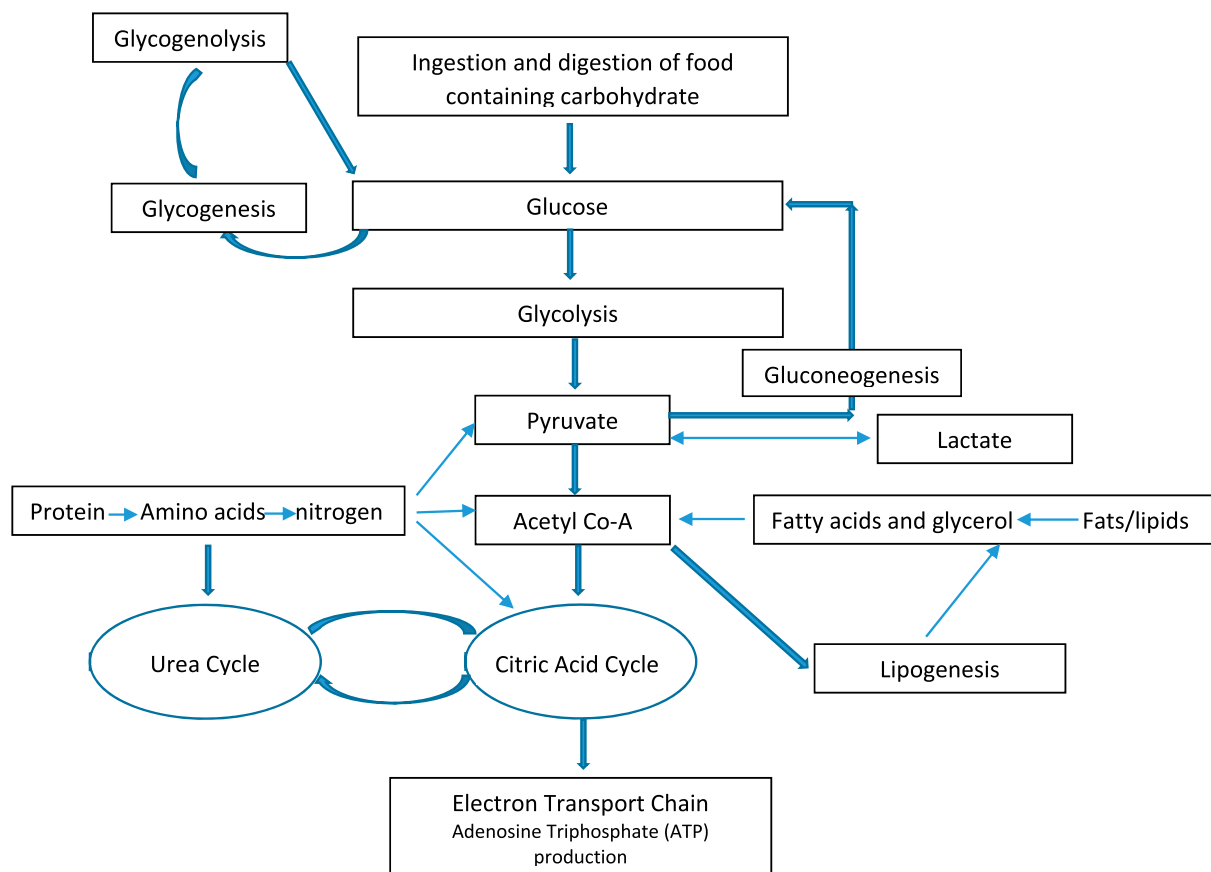 Glycogenolysis
Ingestion and digestion of food
containing carbohydrate
Glycogenesis
Glucose
Glycolysis
Gluconeogenesis
Pyruvate
Lactate
Protein Amino acids nitrogen
Acetyl Co-A
Fatty acids and glycerol Fats/lipids
Urea Cycle
Citric Acid Cycle
Lipogenesis
Electron Transport Chain
Adenosine Triphosphate (ATP)
production